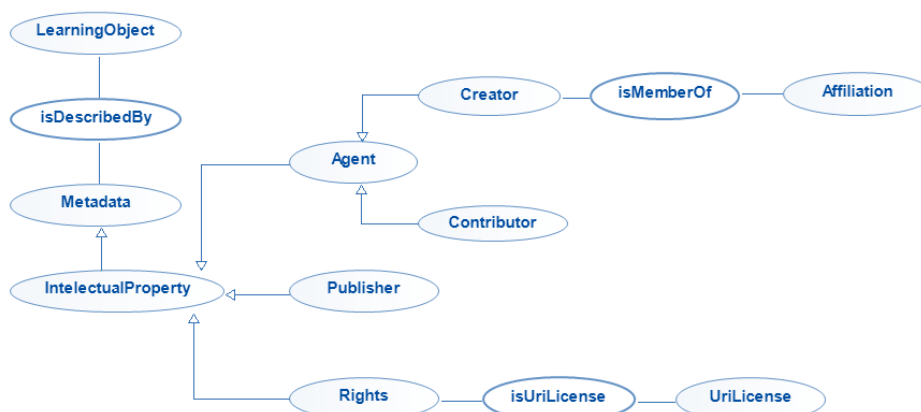 LearningObject
Creator
isMemberOf
Affiliation
isDescribedBy
Agent
Metadata
Contributor
IntelectualProperty
Publisher
Rights
isUriLicense
UriLicense